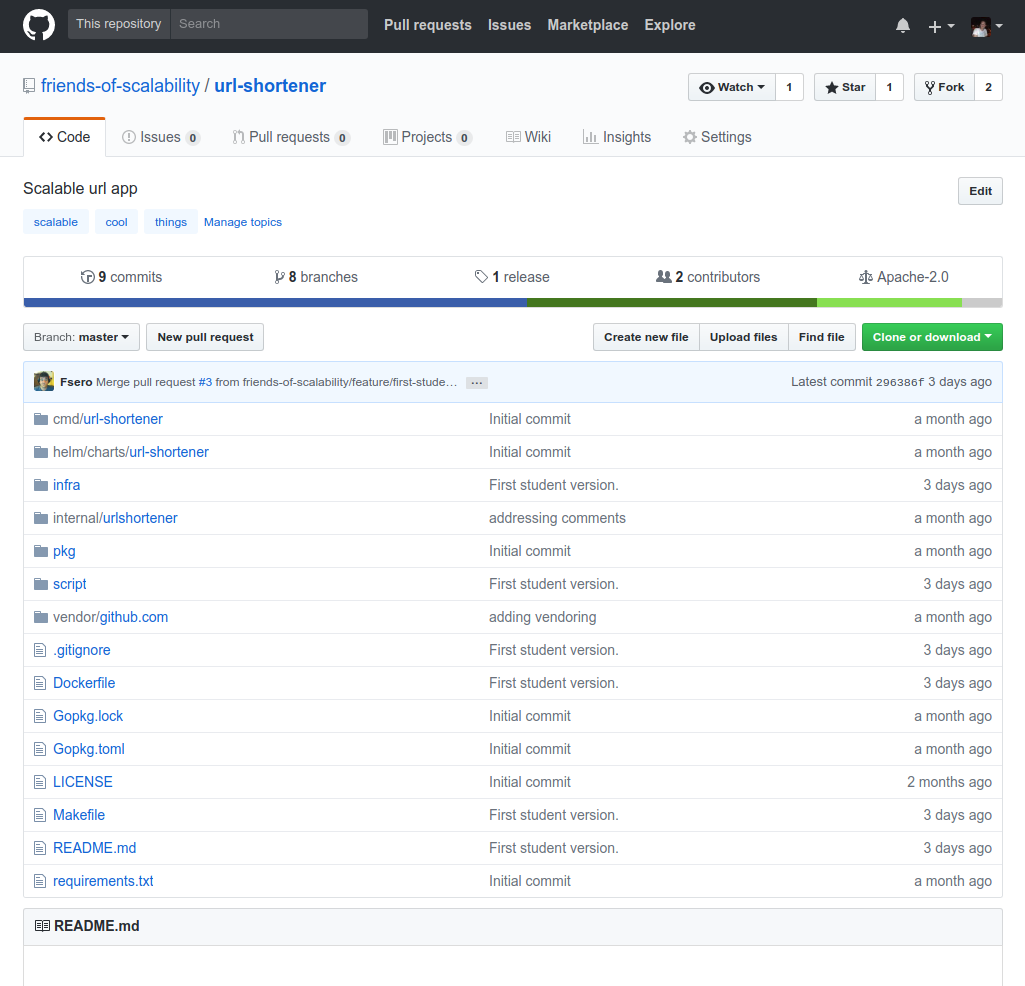 This repository Search Pull requests Issues Marketplace Explore
friends-of-scalability / url-shortener Watch 1 Star 1 Fork 2
Code Issues 0 Pull requests 0 Projects 0 Wiki Insights Settings
Scalable url app Edit
scalable cool things Manage topics
9 commits 8 branches 1 release 2 contributors Apache-2.0
Branch: master New pull request Create new file Upload files Find file Clone or download
Fsero Merge pull request #3 from friends-of-scalability/feature/first-stude… ... Latest commit 296386f 3 days ago
cmd/url-shortener Initial commit a month ago
helm/charts/url-shortener Initial commit a month ago
infra First student version. 3 days ago
internal/urlshortener addressing comments a month ago
pkg Initial commit a month ago
script First student version. 3 days ago
vendor/github.com adding vendoring a month ago
.gitignore First student version. 3 days ago
Dockerfile First student version. 3 days ago
Gopkg.lock Initial commit a month ago
Gopkg.toml Initial commit a month ago
LICENSE Initial commit 2 months ago
Makefile First student version. 3 days ago
README.md First student version. 3 days ago
requirements.txt Initial commit a month ago
README.md